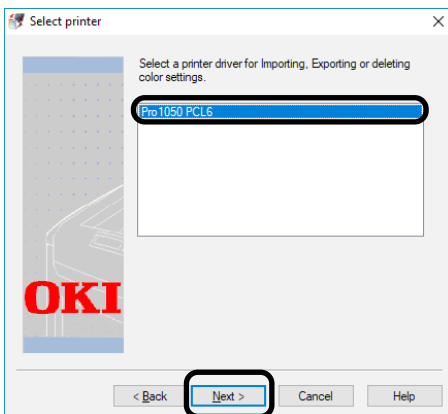 Select printer
Select a printer driver for Importing, Exporting or deleting
color settings.
Pro1050 PCL6
OKI
< Back
Next >
Cancel
Help